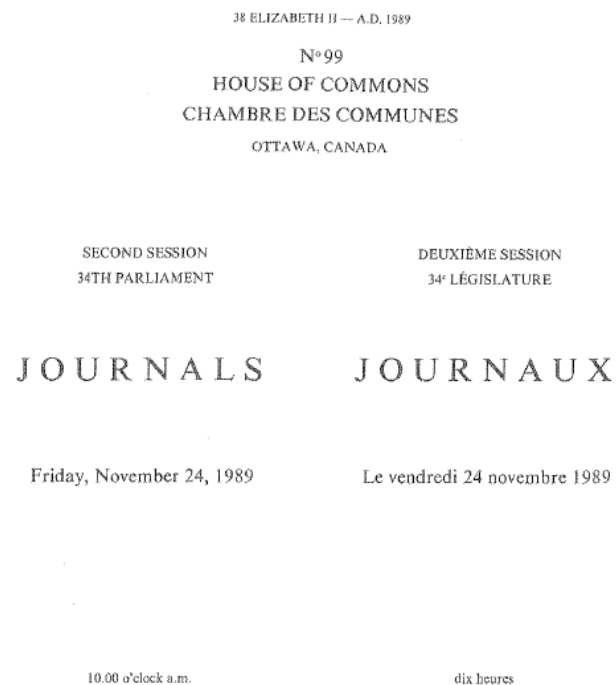 38 ELIZABETH II — A.D. 1989
Nº 99
HOUSE OF COMMONS
CHAMBRE DES COMMUNES
OTTAWA, CANADA
SECOND SESSION
34TH PARLIAMENT
DEUXIÈME SESSION
34e LÉGISLATURE
JOURNALS
JOURNAUX
Friday, November 24, 1989
Le vendredi 24 novembre 1989
10.00 o'clock a.m.
dix heures